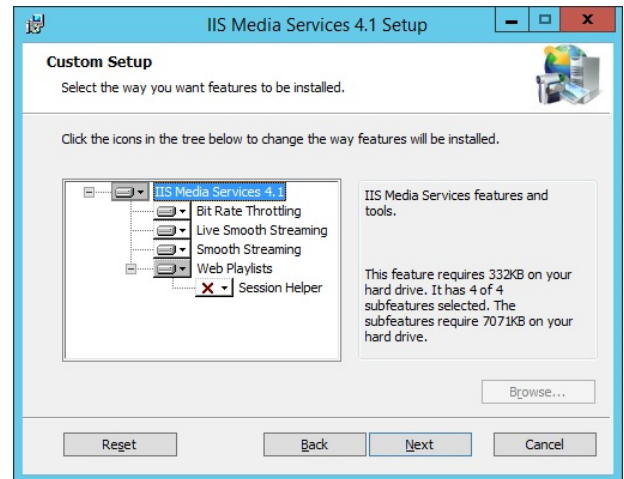 IIS Media Services 4.1 Setup
Custom Setup
Select the way you want features to be installed.
Click the icons in the tree below to change the way features will be installed.
IIS Media Services 4.1
Bit Rate Throttling
Live Smooth Streaming
Smooth Streaming
Web Playlists
Session Helper
IIS Media Services features and
tools.
This feature requires 332KB on your
hard drive. It has 4 of 4
subfeatures selected. The
subfeatures require 7071KB on your
hard drive.
Browse...
Reset
Back
Next
Cancel